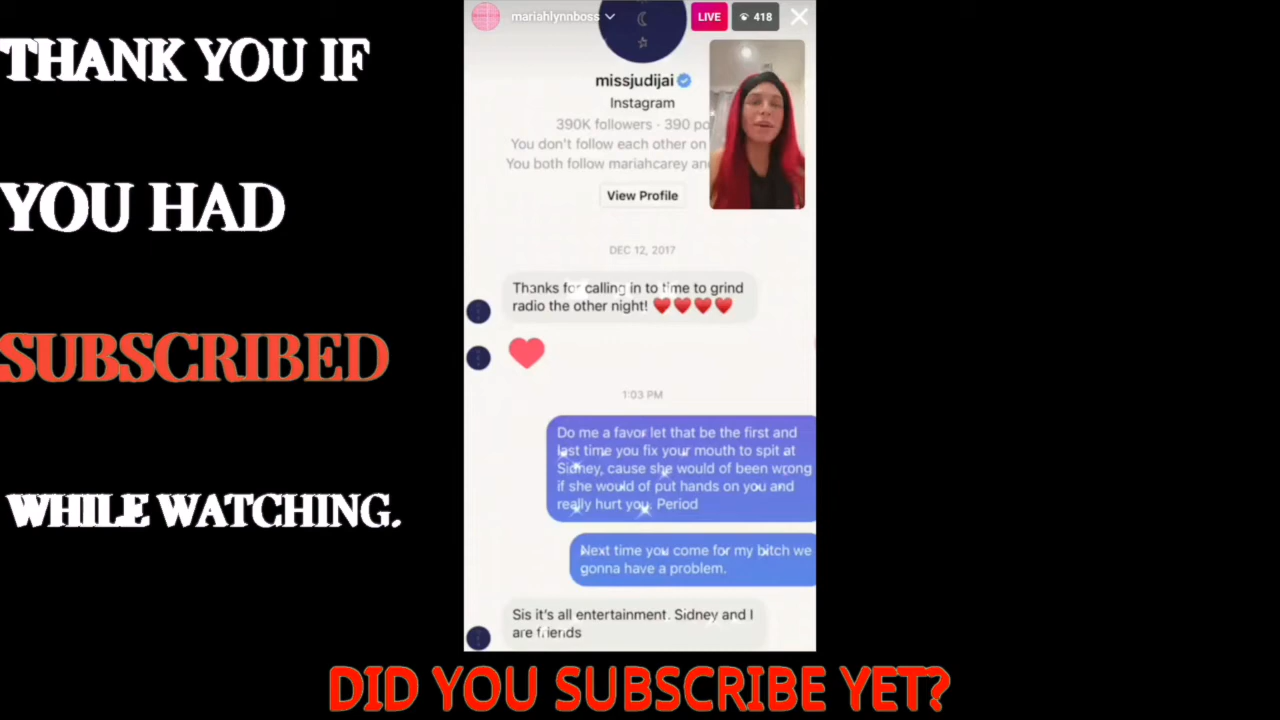 THANK YOU IF
YOU HAD
SUBSCRIBED
WHILE WATCHING.
mariahlynnboss
LIVE
418
missjudijai
Instagram
390K followers · 390 po
You don't follow each other on
You both follow mariahcarey and
View Profile
DEC 12, 2017
Thanks for calling in to time to grind
radio the other night! ❤️❤️❤️❤️
1:03 PM
Do me a favor let that be the first and
last time you fix your mouth to spit at
Sidney, cause she would of been wrong
if she would of put hands on you and
really hurt you. Period
Next time you come for my bitch we
gonna have a problem.
Sis it's all entertainment. Sidney and I
are friends
DID YOU SUBSCRIBE YET?